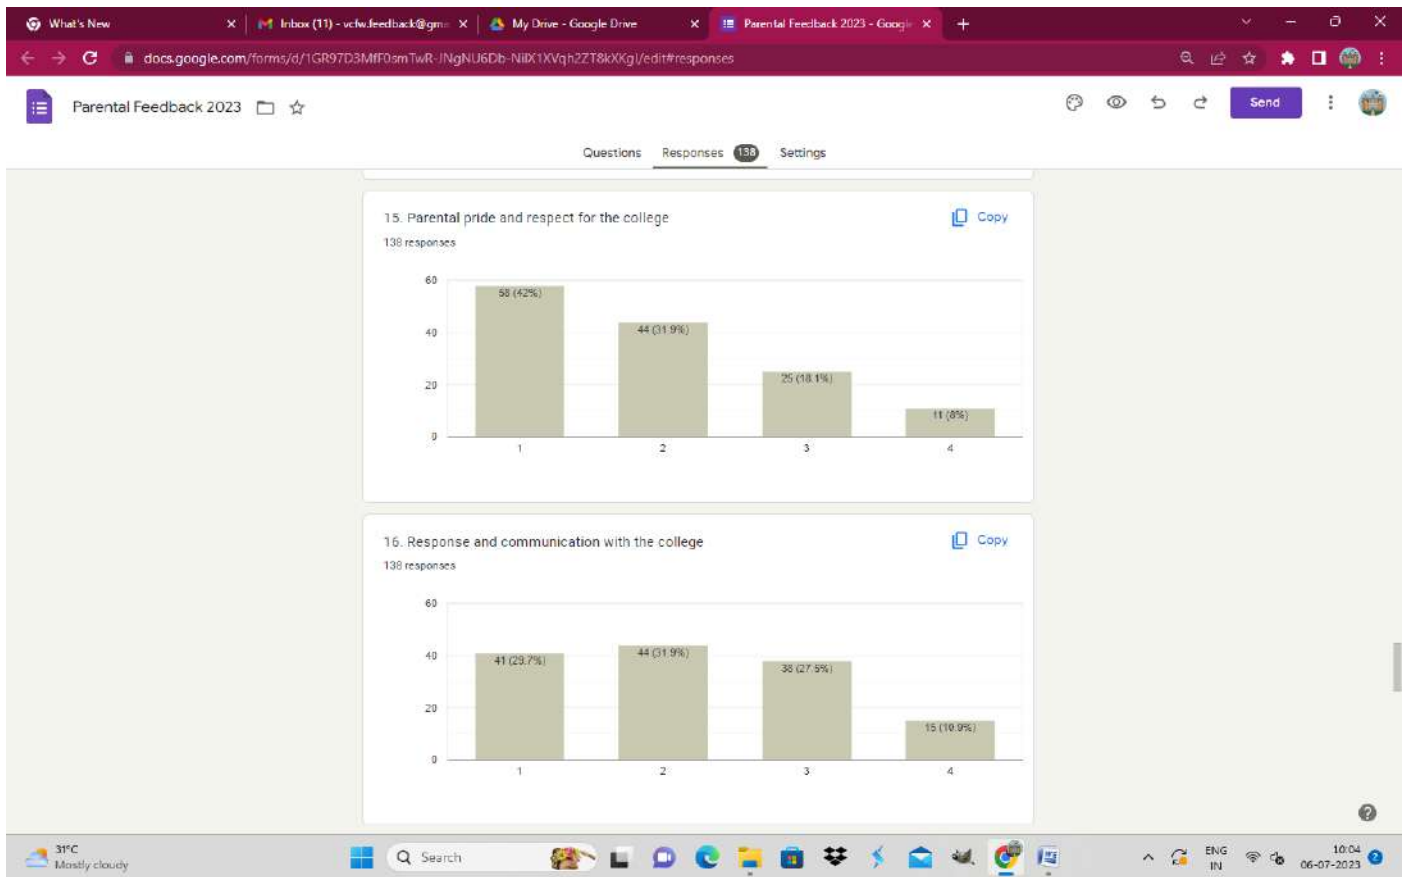 What's New
Inbox (11) - vcfw.feedback@gm
My Drive - Google Drive
Parental Feedback 2023 - Google
docs.google.com/forms/d/1GR97D3MfF0smTwR-JNgNU6Db-NilX1XVqh2ZT8kXKgI/edit#responses
Parental Feedback 2023
Send
Questions Responses 138 Settings
15. Parental pride and respect for the college
Copy
138 responses
60
40
20
0
58 (42%)
44 (31.9%)
25 (18.1%)
11 (8%)
1 2 3 4
16. Response and communication with the college
Copy
138 responses
60
40
20
0
41 (29.7%)
44 (31.9%)
38 (27.5%)
15 (10.9%)
1 2 3 4
31°C
Mostly cloudy
Search
ENG
IN
10:04
06-07-2023
2